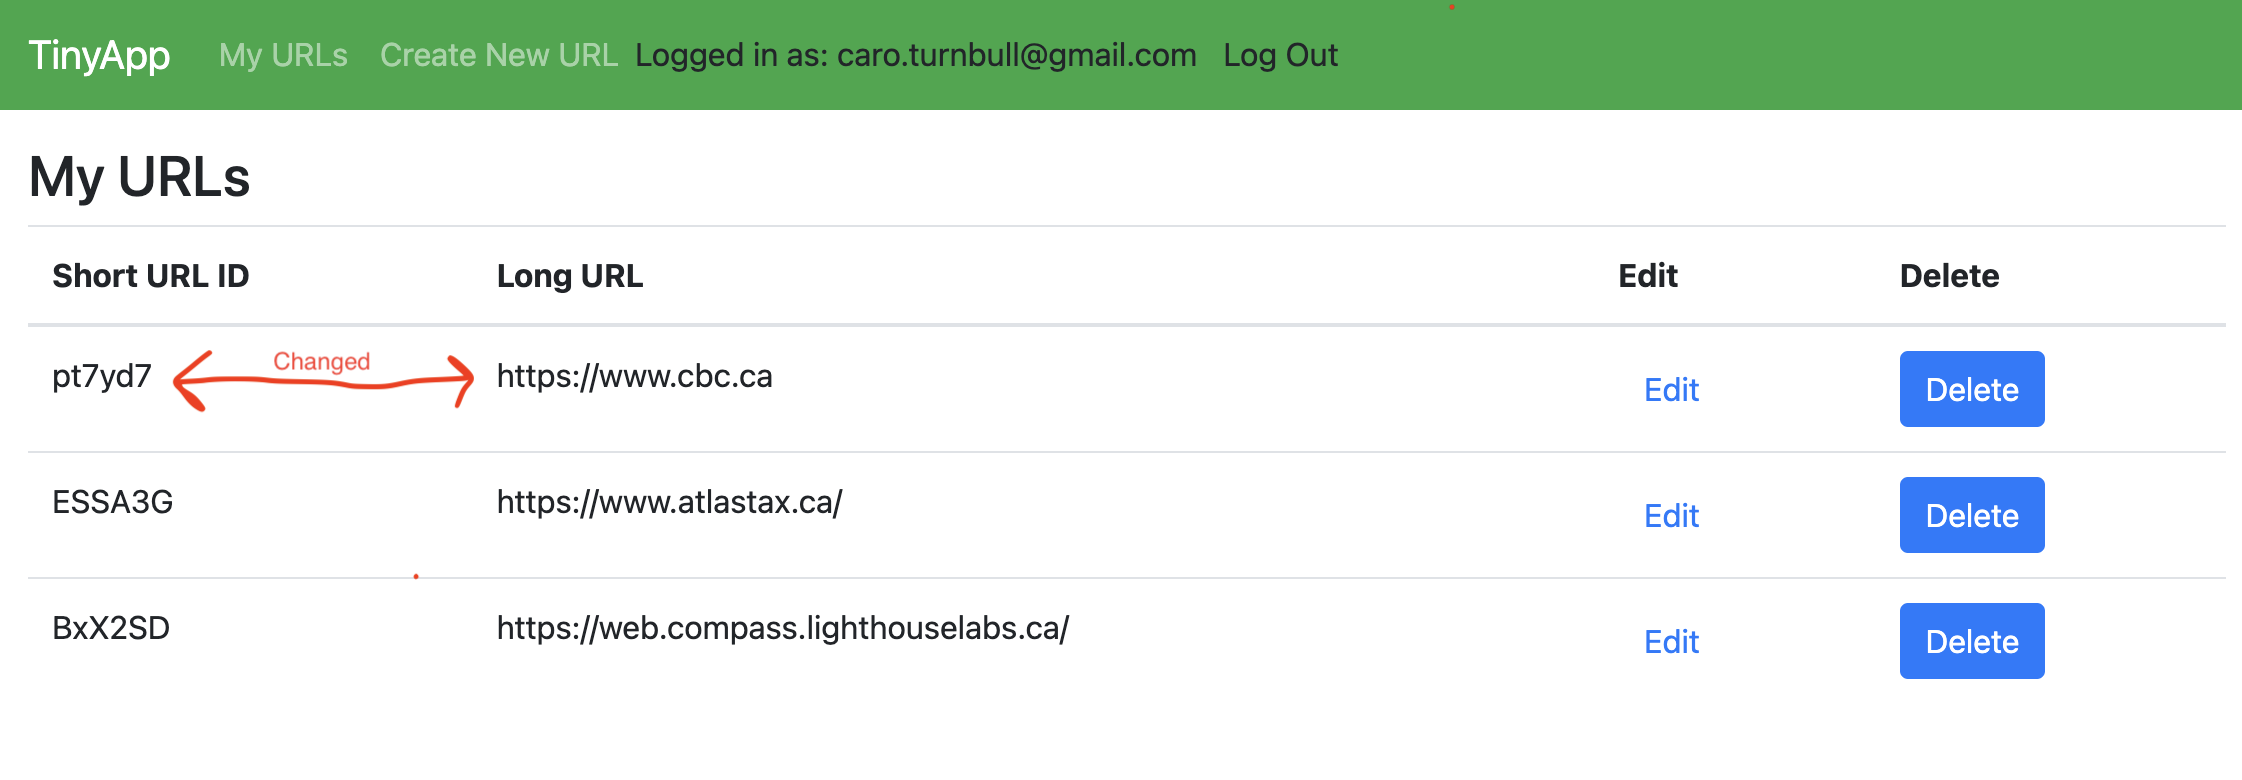 TinyApp My URLs Create New URL Logged in as: caro.turnbull@gmail.com Log Out
My URLs
Short URL ID Long URL Edit Delete
pt7yd7 Changed https://www.cbc.ca Edit Delete
ESSA3G https://www.atlastax.ca/ Edit Delete
BxX2SD https://web.compass.lighthouselabs.ca/ Edit Delete